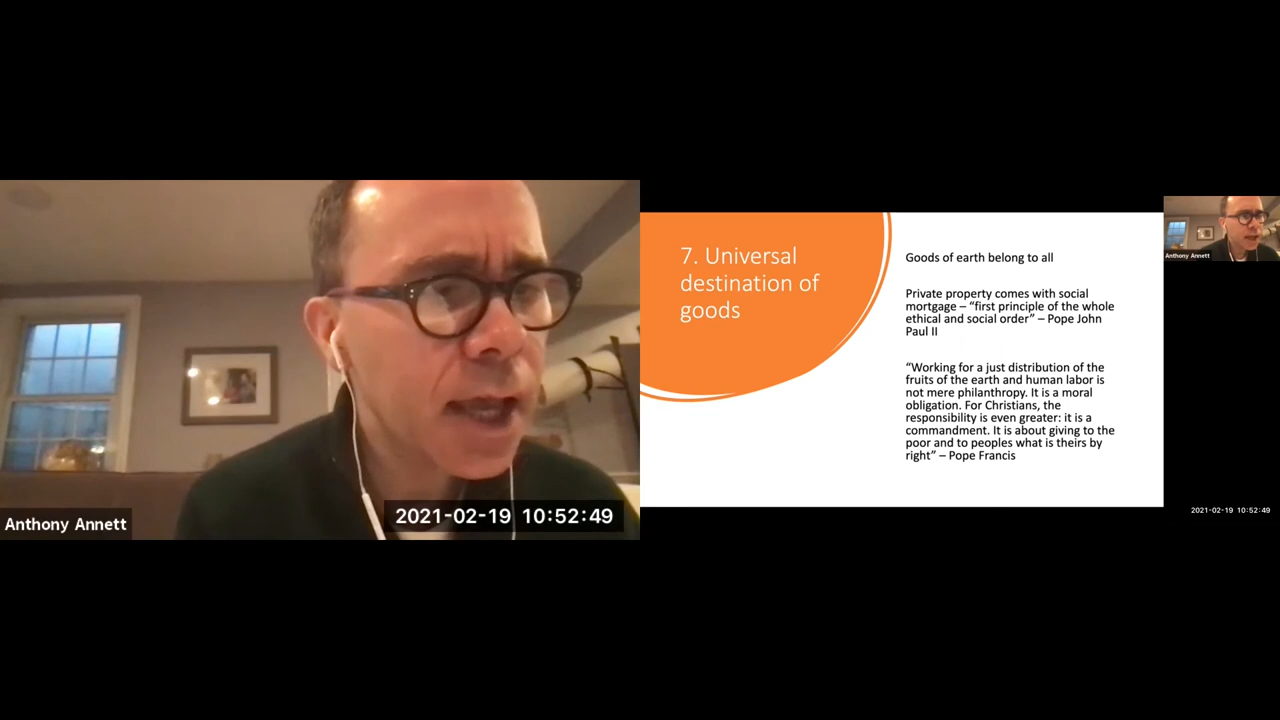 Anthony Annett
2021-02-19 10:52:49
7. Universal
destination of
goods
Goods of earth belong to all
Private property comes with social
mortgage – “first principle of the whole
ethical and social order” – Pope John
Paul II
“Working for a just distribution of the
fruits of the earth and human labor is
not mere philanthropy. It is a moral
obligation. For Christians, the
responsibility is even greater: it is a
commandment. It is about giving to the
poor and to peoples what is theirs by
right” – Pope Francis
Anthony Annett
2021-02-19 10:52:49